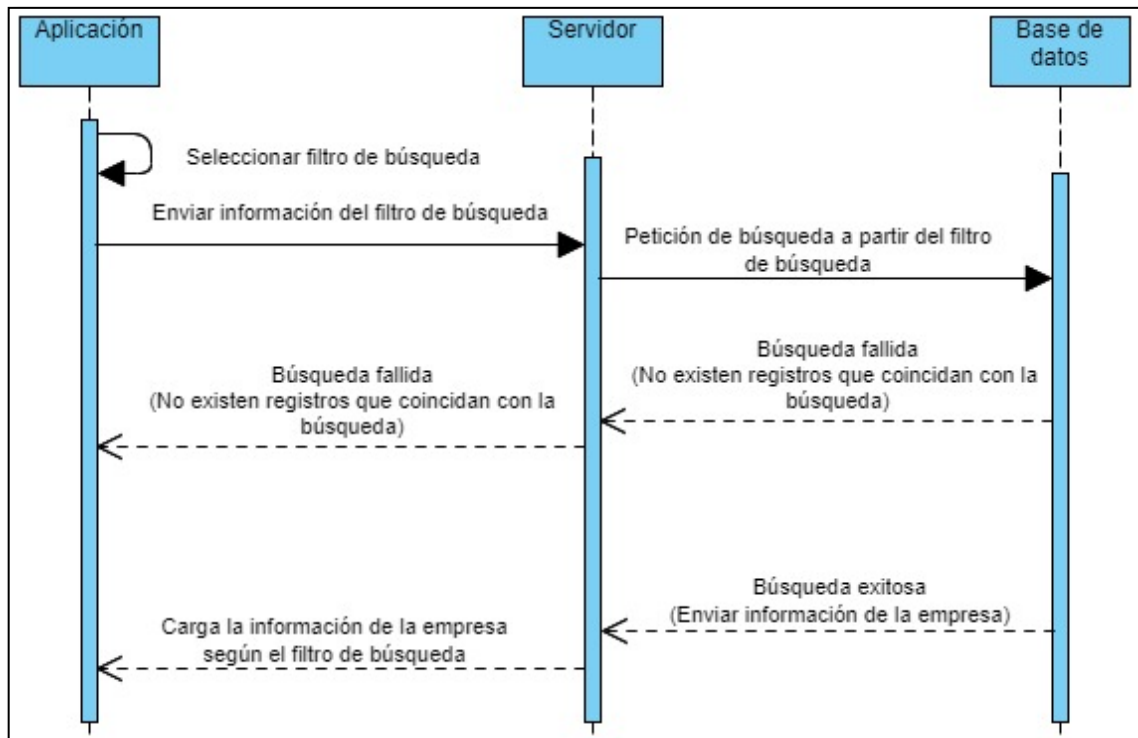 Aplicación
Servidor
Base de
datos
Seleccionar filtro de búsqueda
Enviar información del filtro de búsqueda
Petición de búsqueda a partir del filtro
de búsqueda
Búsqueda fallida
(No existen registros que coincidan con la
búsqueda)
Búsqueda fallida
(No existen registros que coincidan con la
búsqueda)
Búsqueda exitosa
(Enviar información de la empresa)
Carga la información de la empresa
según el filtro de búsqueda